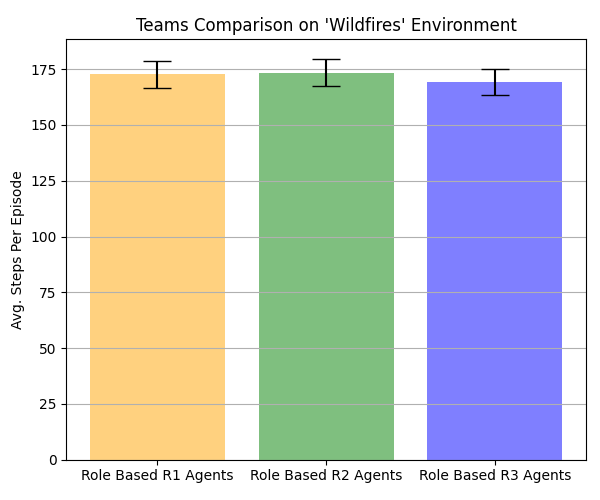 Teams Comparison on 'Wildfires' Environment
Avg. Steps Per Episode
175
150
125
100
75
50
25
0
Role Based R1 Agents
Role Based R2 Agents
Role Based R3 Agents